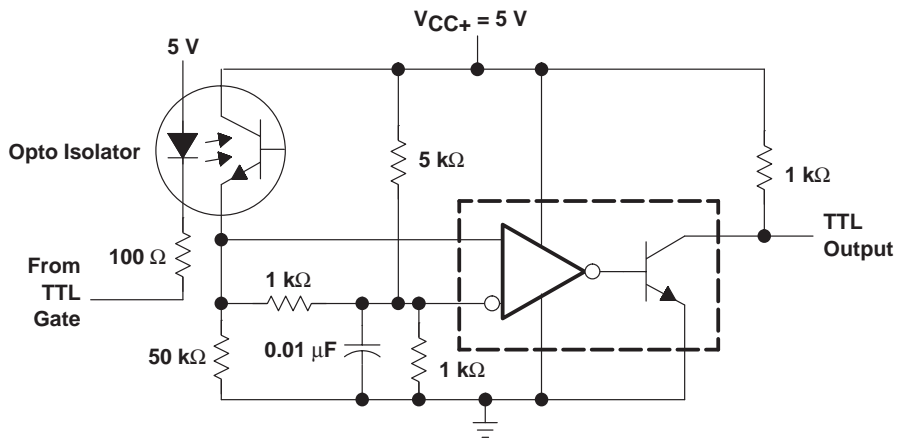 V_CC+ = 5 V
5 V
Opto Isolator
5 kΩ
1 kΩ
TTL
Output
100 Ω
From
TTL
Gate
1 kΩ
50 kΩ
0.01 μF
1 kΩ